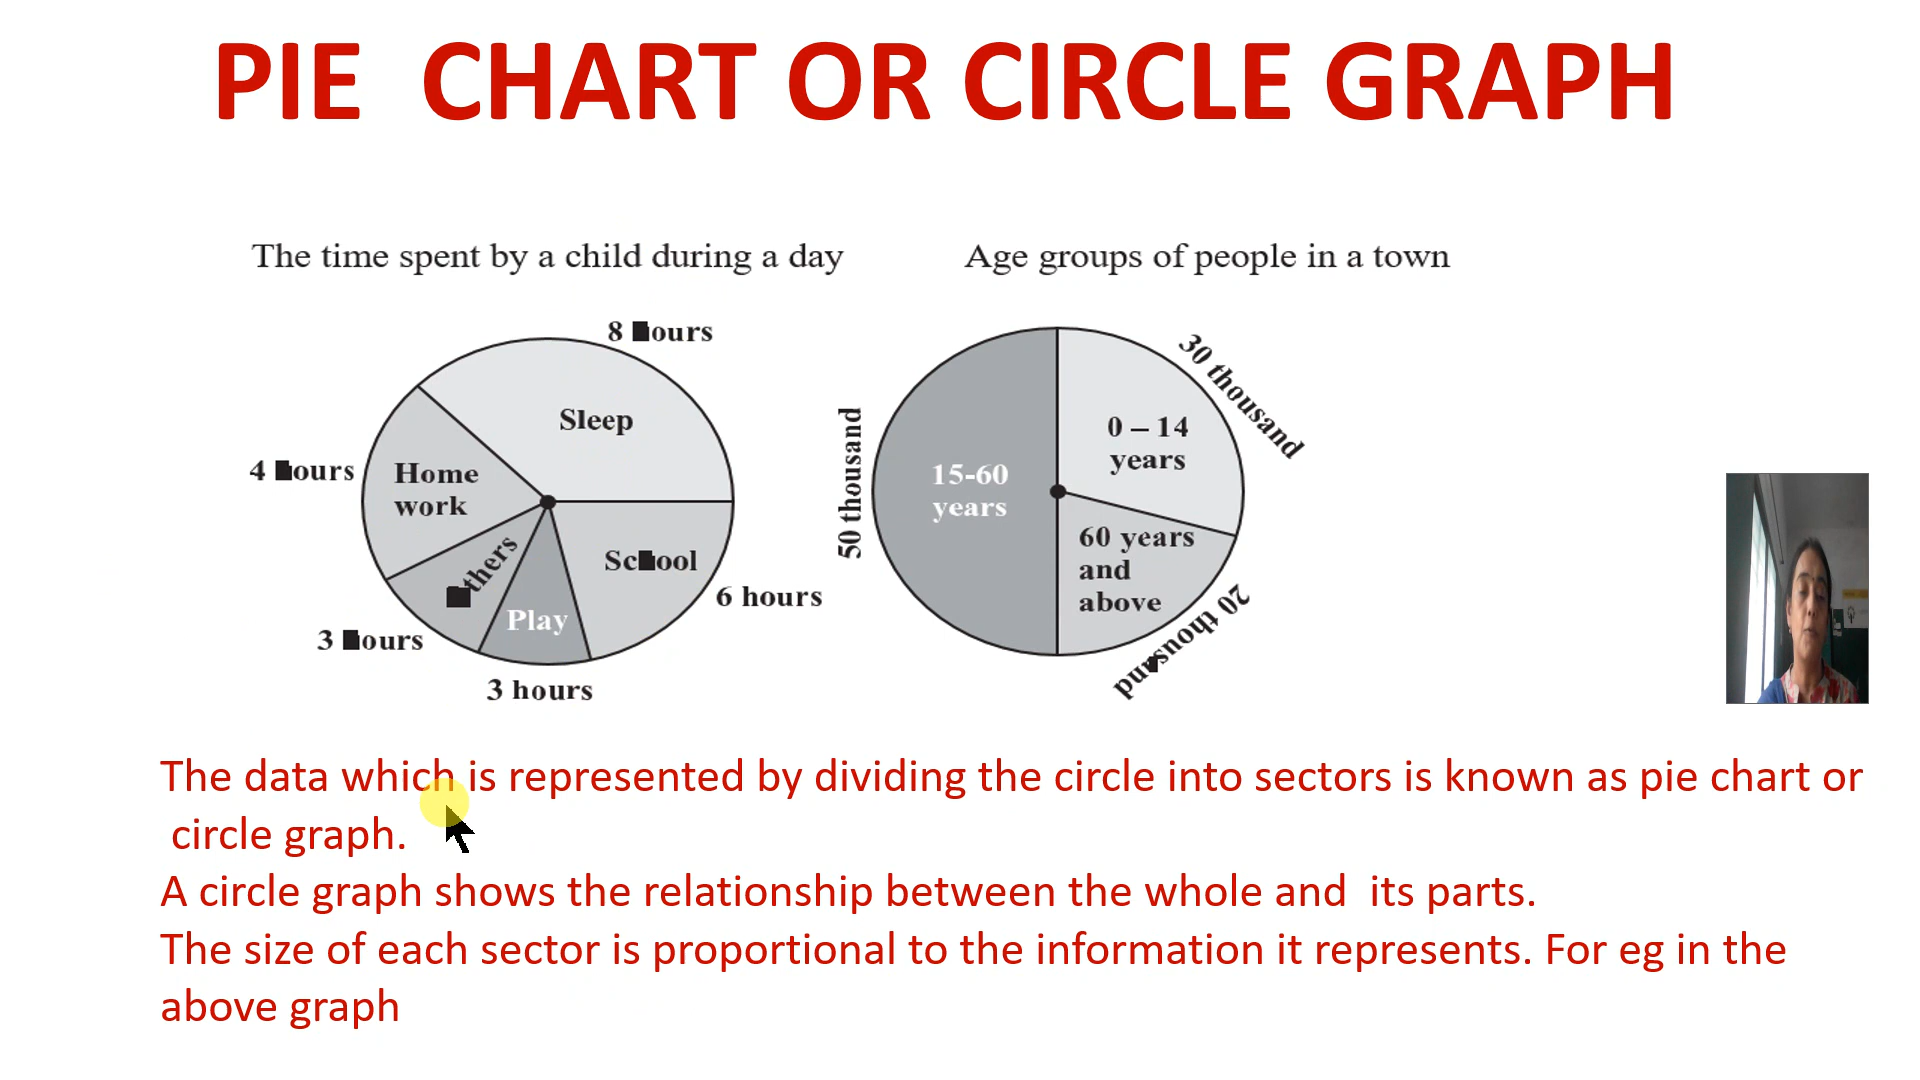 PIE CHART OR CIRCLE GRAPH
The time spent by a child during a day
Age groups of people in a town
8 hours
Sleep
4 hours
Home
work
Others
School
Play
6 hours
3 hours
3 hours
30 thousand
0 – 14
years
15-60
years
50 thousand
60 years
and
above
20 thousand
The data which is represented by dividing the circle into sectors is known as pie chart or
circle graph.
A circle graph shows the relationship between the whole and its parts.
The size of each sector is proportional to the information it represents. For eg in the
above graph